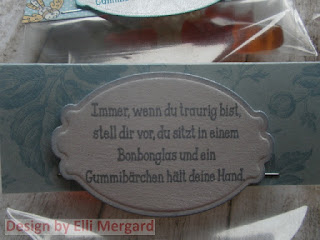 Immer, wenn du traurig bist,
stell dir vor, du sitzt in einem
Bonbonglas und ein
Gummibärchen hält deine Hand.
Design by Elli Mergard